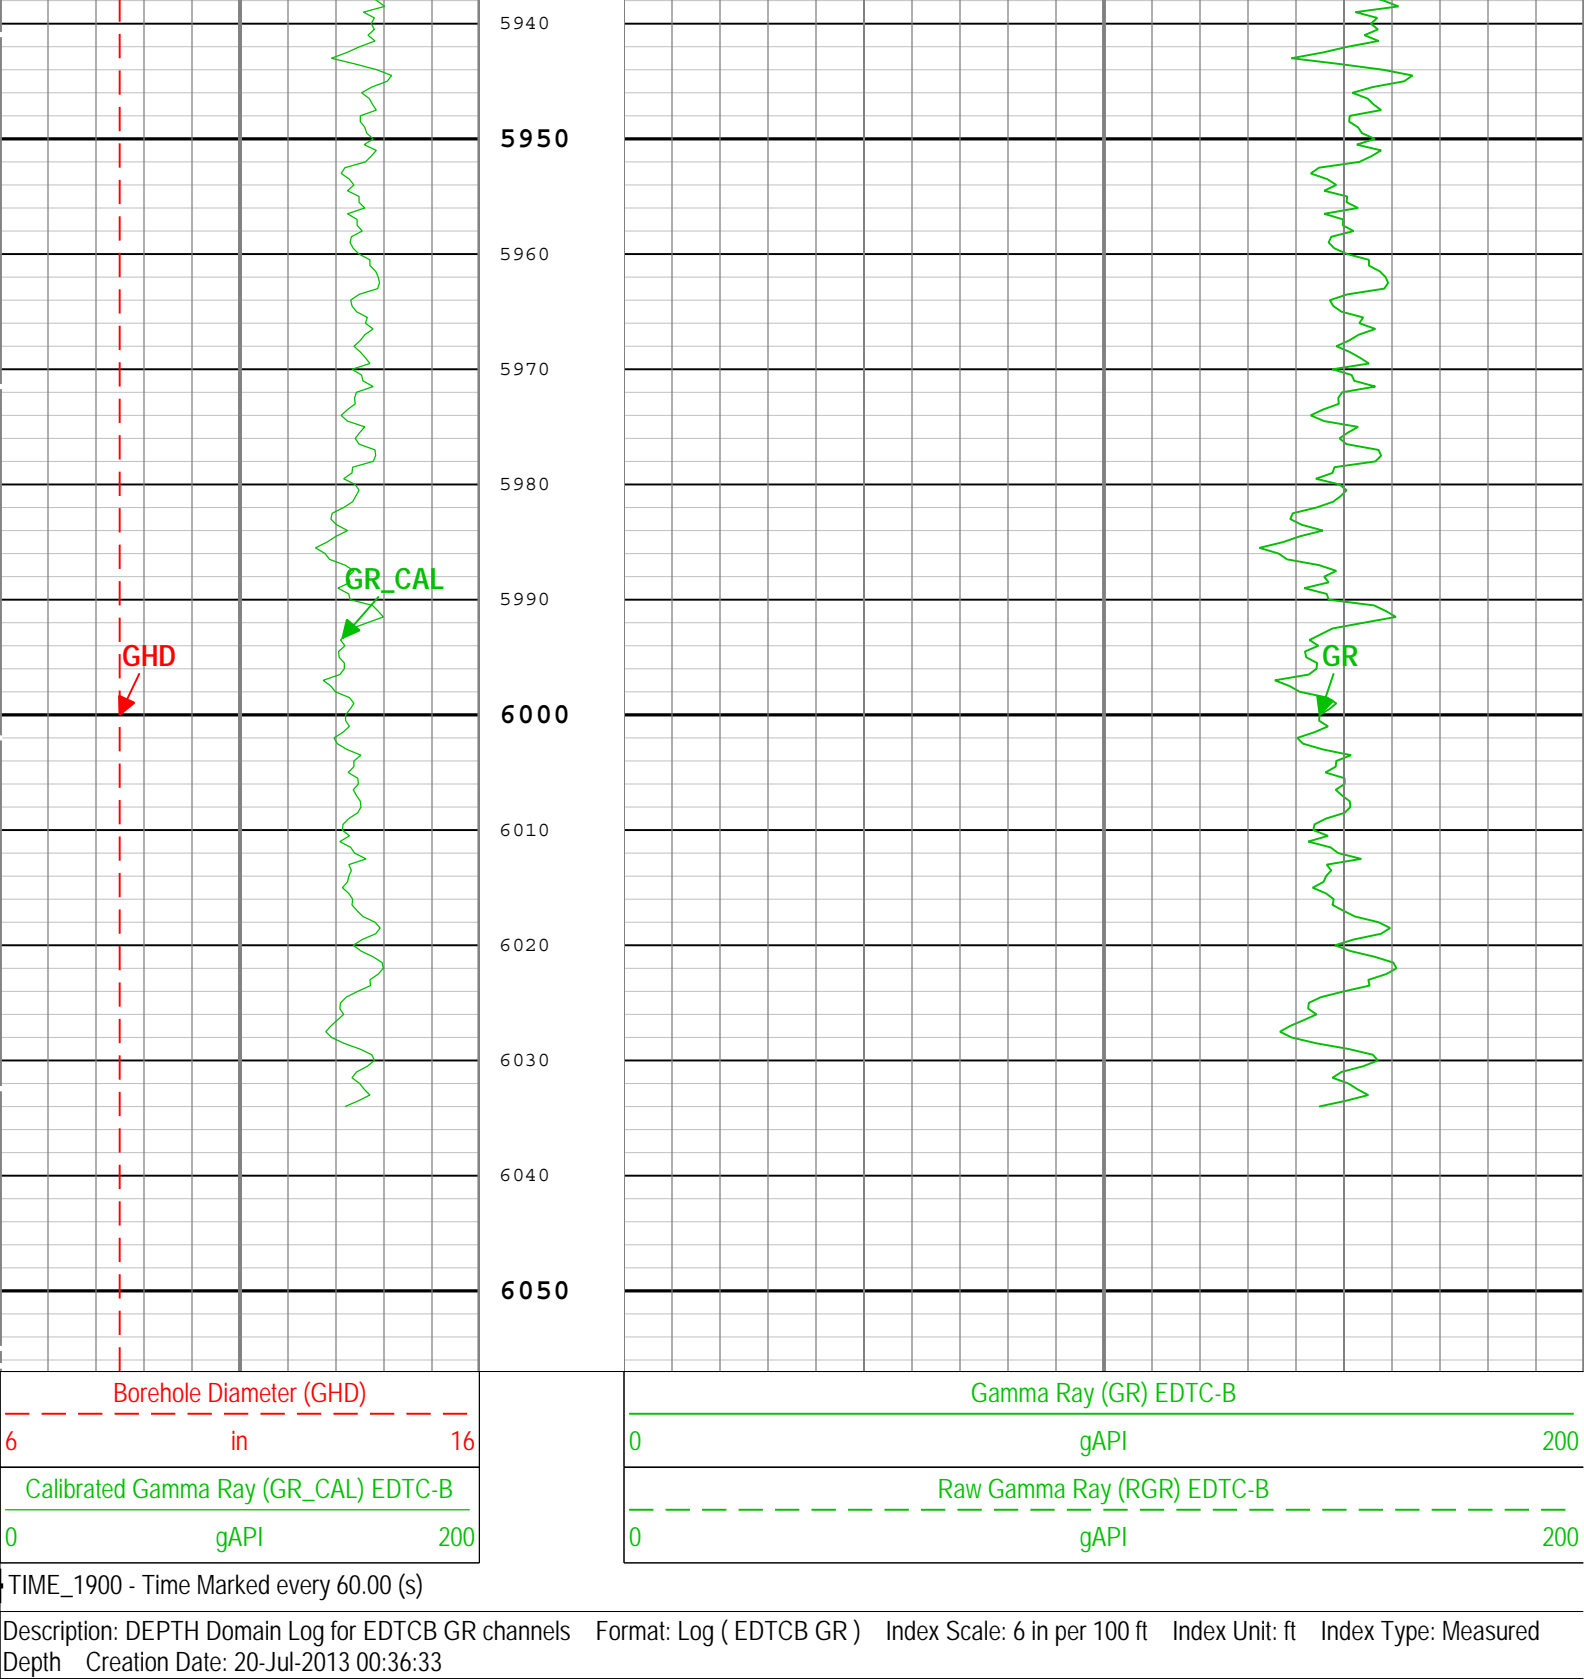 5940
5950
5960
5970
5980
GR_CAL
5990
GHD
GR
6000
6010
6020
6030
6040
6050
Borehole Diameter (GHD)
6 in 16
Calibrated Gamma Ray (GR_CAL) EDTC-B
0 gAPI 200
Gamma Ray (GR) EDTC-B
0 gAPI 200
Raw Gamma Ray (RGR) EDTC-B
0 gAPI 200
TIME_1900 - Time Marked every 60.00 (s)
Description: DEPTH Domain Log for EDTCB GR channels Format: Log ( EDTCB GR ) Index Scale: 6 in per 100 ft Index Unit: ft Index Type: Measured
Depth Creation Date: 20-Jul-2013 00:36:33